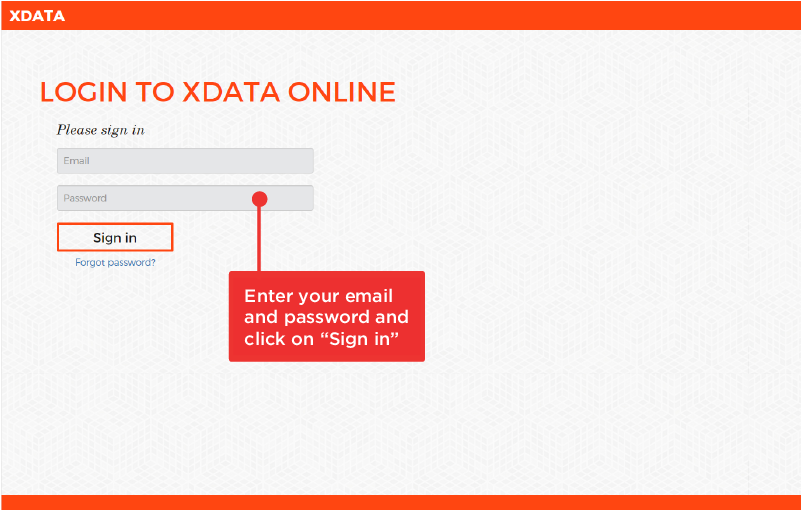 XDATA
LOGIN TO XDATA ONLINE
Please sign in
Email
Password
Sign in
Forgot password?
Enter your email
and password and
click on “Sign in”